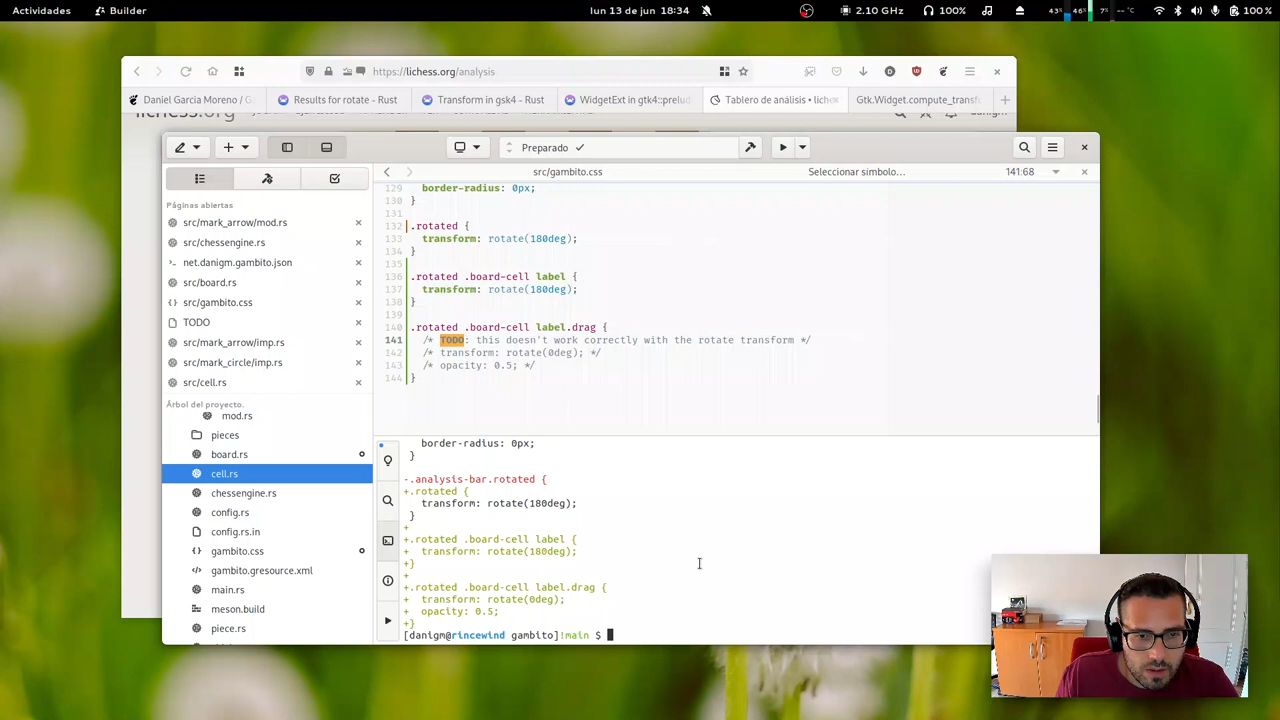 Actividades
Builder
lun 13 de jun 18:34
2.10 GHz
100%
43%
46%
7%
-- °C
100 %
https://lichess.org/analysis
Daniel Garcia Moreno / G
Results for rotate - Rust
Transform in gsk4 - Rust
WidgetExt in gtk4::prelud
Tablero de análisis • liche
Gtk.Widget.compute_transf
lichess.org
danigm
Preparado ✓
src/gambito.css
Seleccionar símbolo…
141:68
Páginas abiertas
src/mark_arrow/mod.rs
src/chessengine.rs
net.danigm.gambito.json
src/board.rs
src/gambito.css
TODO
src/mark_arrow/imp.rs
src/mark_circle/imp.rs
src/cell.rs
Árbol del proyecto.
mod.rs
pieces
board.rs
cell.rs
chessengine.rs
config.rs
config.rs.in
gambito.css
gambito.gresource.xml
main.rs
meson.build
piece.rs
129 border-radius: 0px;
130 }
131
132 .rotated {
133 transform: rotate(180deg);
134 }
135
136 .rotated .board-cell label {
137 transform: rotate(180deg);
138 }
139
140 .rotated .board-cell label.drag {
141 /* TODO: this doesn't work correctly with the rotate transform */
142 /* transform: rotate(0deg); */
143 /* opacity: 0.5; */
144 }
border-radius: 0px;
}
-.analysis-bar.rotated {
+.rotated {
transform: rotate(180deg);
}
+
+.rotated .board-cell label {
+ transform: rotate(180deg);
+}
+
+.rotated .board-cell label.drag {
+ transform: rotate(0deg);
+ opacity: 0.5;
+}
[danigm@rincewind gambito]!main $